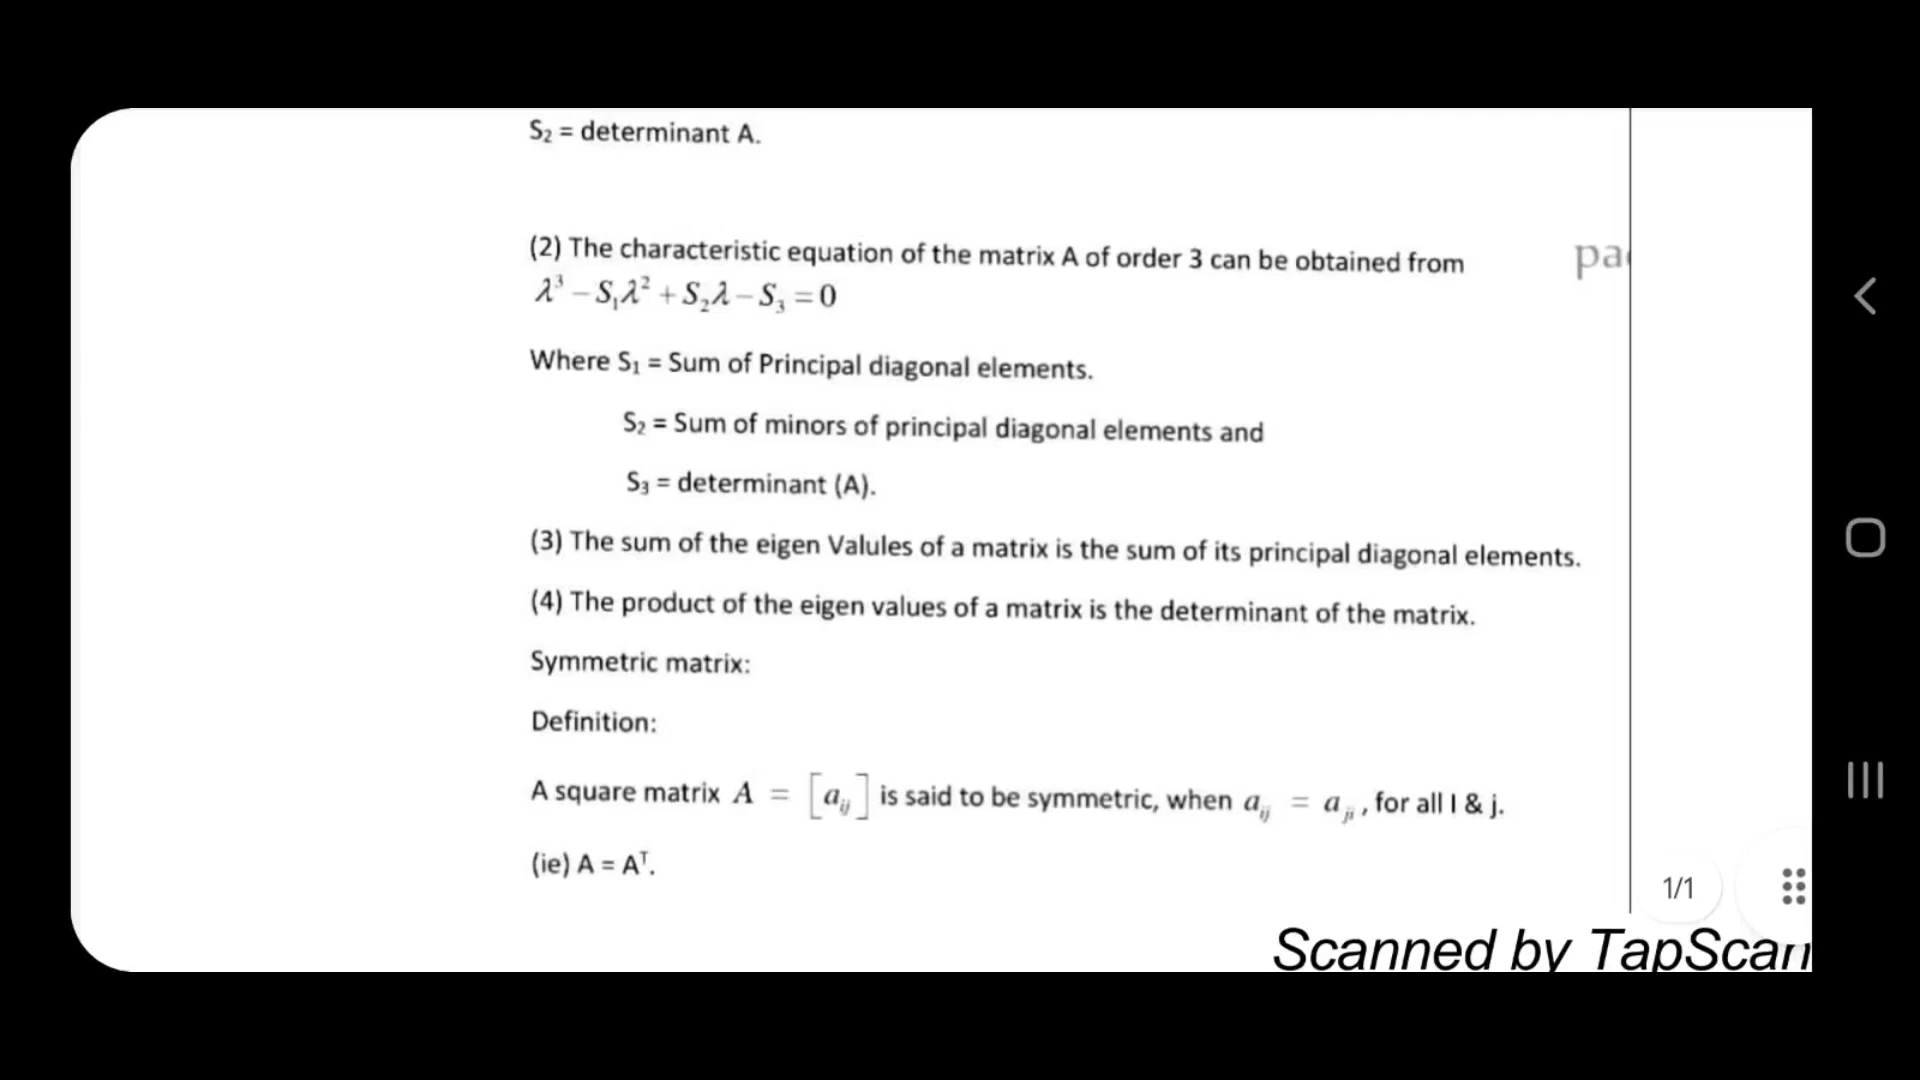 S₂ = determinant A.
(2) The characteristic equation of the matrix A of order 3 can be obtained from
λ³ – S₁λ² + S₂λ – S₃ = 0
Where S₁ = Sum of Principal diagonal elements.
S₂ = Sum of minors of principal diagonal elements and
S₃ = determinant (A).
(3) The sum of the eigen Valules of a matrix is the sum of its principal diagonal elements.
(4) The product of the eigen values of a matrix is the determinant of the matrix.
Symmetric matrix:
Definition:
A square matrix A = [aᵢⱼ] is said to be symmetric, when aᵢⱼ = aⱼᵢ, for all I & j.
(ie) A = Aᵀ.
1/1
Scanned by TapScan